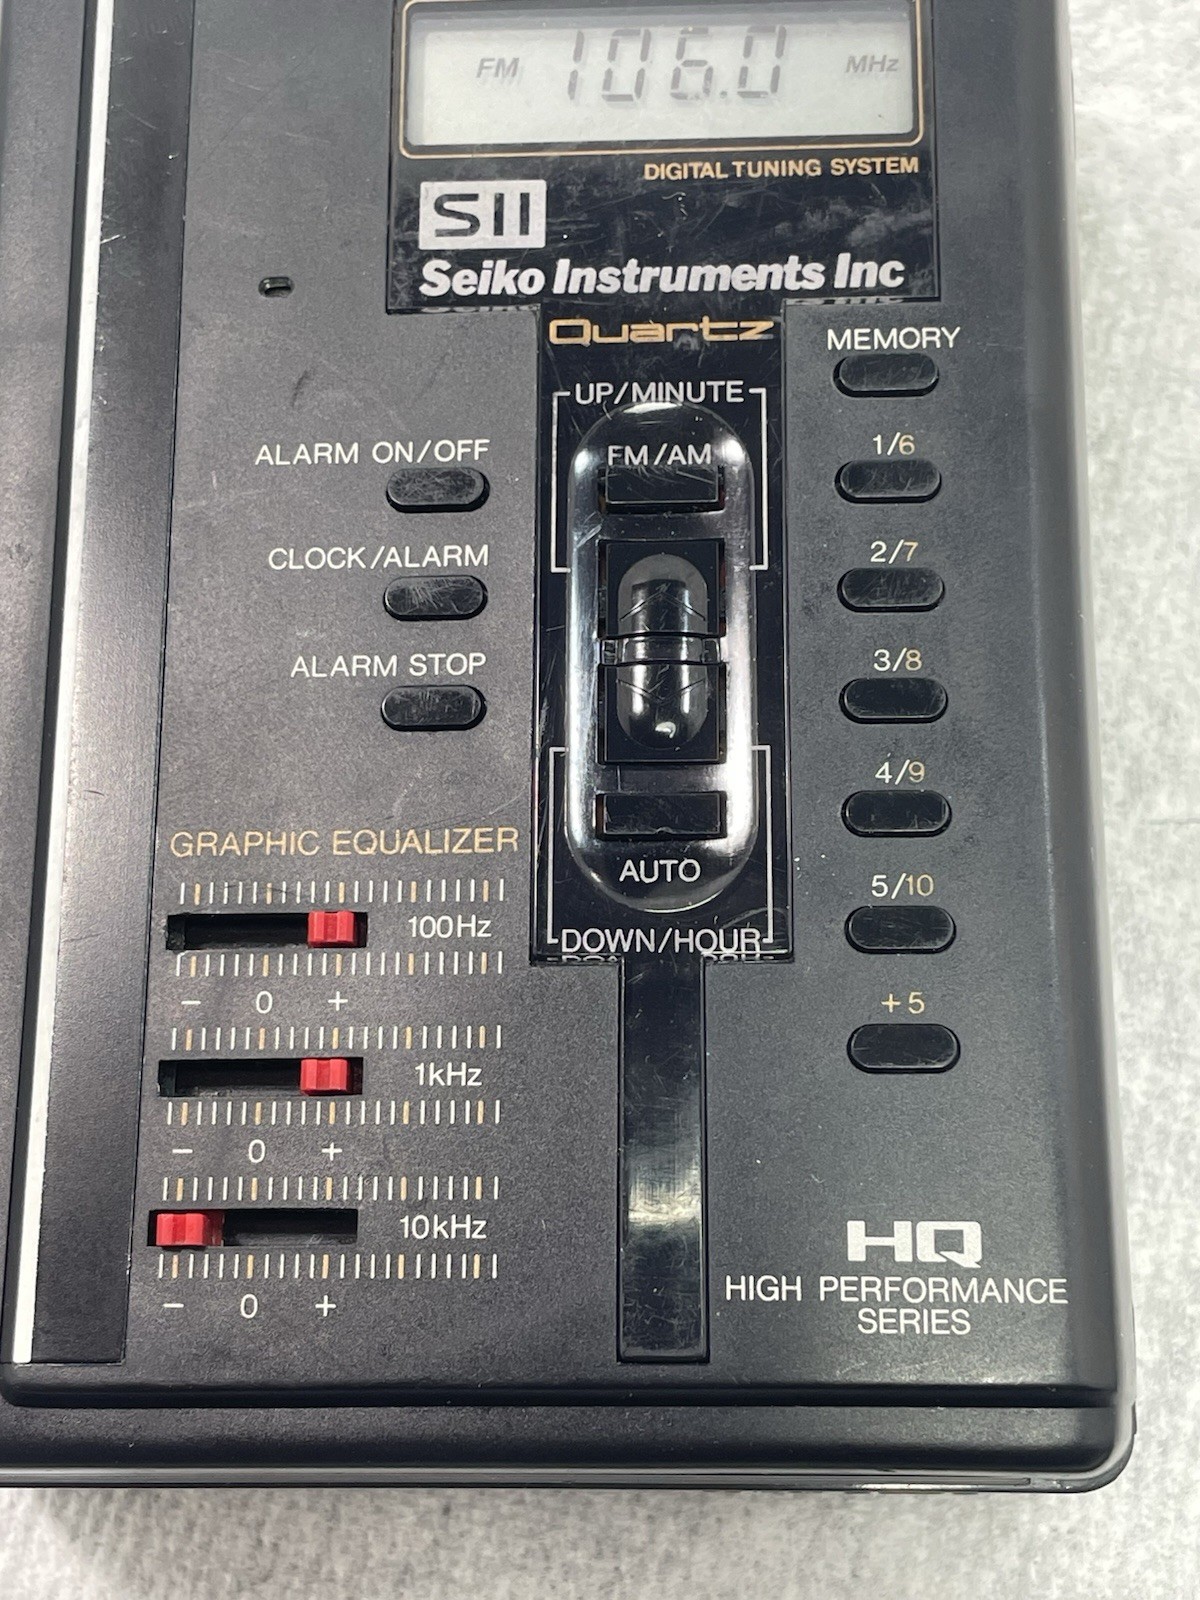 FM 106.0 MHz
DIGITAL TUNING SYSTEM
SII
Seiko Instruments Inc
Quartz
UP/MINUTE
FM/AM
AUTO
DOWN/HOUR
ALARM ON/OFF
CLOCK/ALARM
ALARM STOP
GRAPHIC EQUALIZER
100Hz
− 0 +
1kHz
− 0 +
10kHz
− 0 +
MEMORY
1/6
2/7
3/8
4/9
5/10
+5
HQ
HIGH PERFORMANCE
SERIES